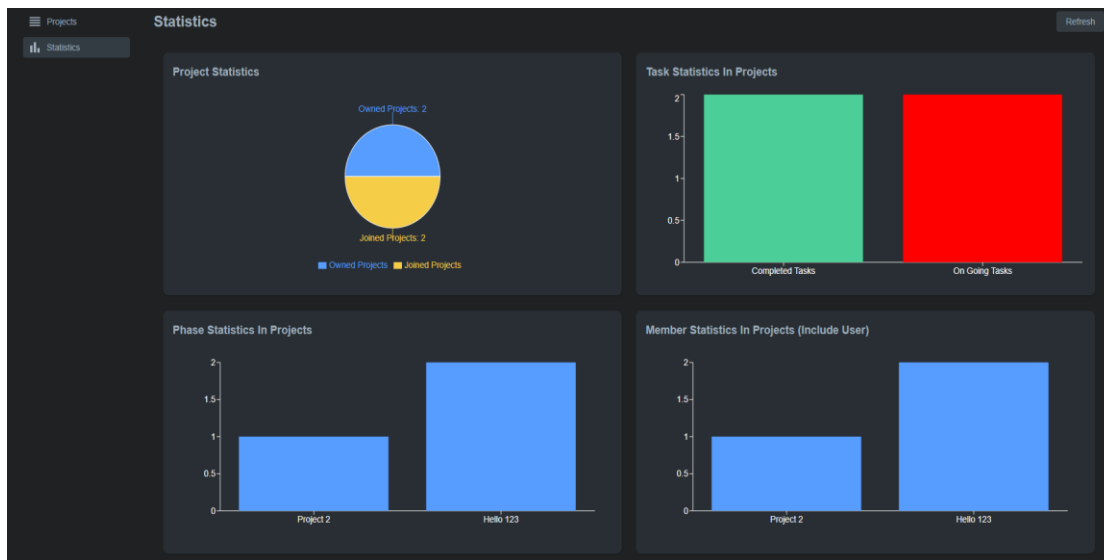 Projects
Statistics
Statistics
Refresh
Project Statistics
Owned Projects: 2
Joined Projects: 2
Owned Projects Joined Projects
Task Statistics In Projects
2
1.5
1
0.5
0
Completed Tasks On Going Tasks
Phase Statistics In Projects
2
1.5
1
0.5
0
Project 2 Hello 123
Member Statistics In Projects (Include User)
2
1.5
1
0.5
0
Project 2 Hello 123